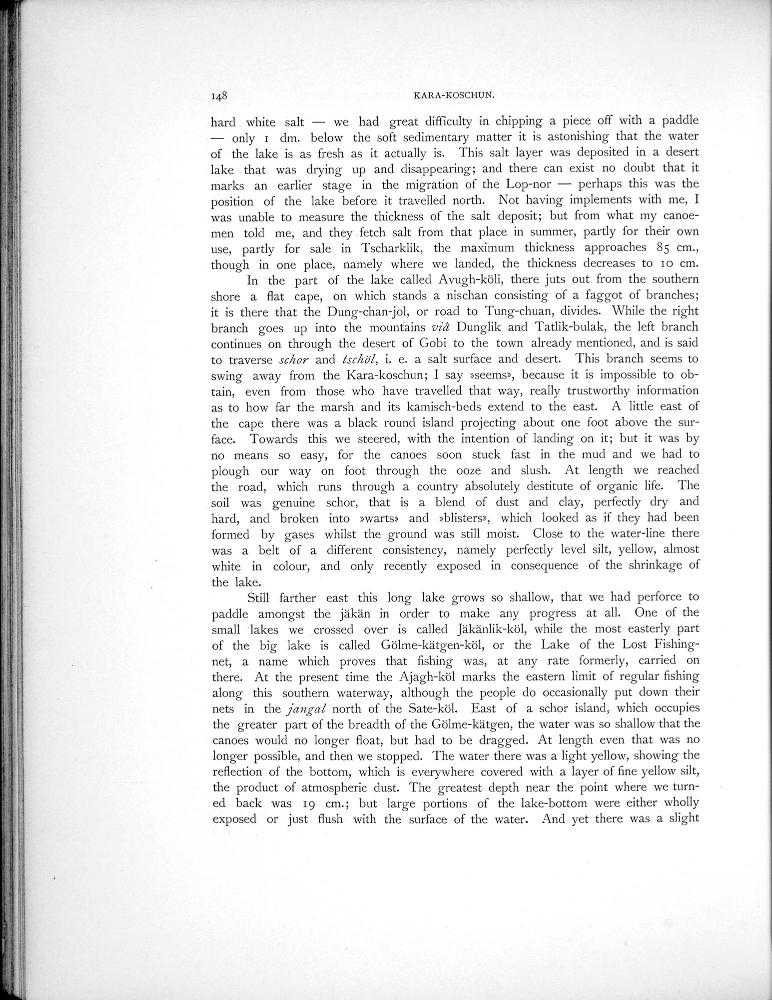 148
KARA-KOSCHUN.
hard white salt — we had great difficulty in chipping a piece off with a paddle
— only 1 dm. below the soft sedimentary matter it is astonishing that the water
of the lake is as fresh as it actually is. This salt layer was deposited in a desert
lake that was drying up and disappearing; and there can exist no doubt that it
marks an earlier stage in the migration of the Lop-nor — perhaps this was the
position of the lake before it travelled north. Not having implements with me, I
was unable to measure the thickness of the salt deposit; but from what my canoe-
men told me, and they fetch salt from that place in summer, partly for their own
use, partly for sale in Tscharklik, the maximum thickness approaches 85 cm.,
though in one place, namely where we landed, the thickness decreases to 10 cm.
In the part of the lake called Avugh-köli, there juts out from the southern
shore a flat cape, on which stands a nischan consisting of a faggot of branches;
it is there that the Dung-chan-jol, or road to Tung-chuan, divides. While the right
branch goes up into the mountains viâ Dunglik and Tatlik-bulak, the left branch
continues on through the desert of Gobi to the town already mentioned, and is said
to traverse schor and tschöl, i. e. a salt surface and desert. This branch seems to
swing away from the Kara-koschun; I say »seems», because it is impossible to ob-
tain, even from those who have travelled that way, really trustworthy information
as to how far the marsh and its kamisch-beds extend to the east. A little east of
the cape there was a black round island projecting about one foot above the sur-
face. Towards this we steered, with the intention of landing on it; but it was by
no means so easy, for the canoes soon stuck fast in the mud and we had to
plough our way on foot through the ooze and slush. At length we reached
the road, which runs through a country absolutely destitute of organic life. The
soil was genuine schor, that is a blend of dust and clay, perfectly dry and
hard, and broken into »warts» and »blisters», which looked as if they had been
formed by gases whilst the ground was still moist. Close to the water-line there
was a belt of a different consistency, namely perfectly level silt, yellow, almost
white in colour, and only recently exposed in consequence of the shrinkage of
the lake.
Still farther east this long lake grows so shallow, that we had perforce to
paddle amongst the jäkän in order to make any progress at all. One of the
small lakes we crossed over is called Jäkänlik-köl, while the most easterly part
of the big lake is called Gölme-kätgen-köl, or the Lake of the Lost Fishing-
net, a name which proves that fishing was, at any rate formerly, carried on
there. At the present time the Ajagh-köl marks the eastern limit of regular fishing
along this southern waterway, although the people do occasionally put down their
nets in the jangal north of the Sate-köl. East of a schor island, which occupies
the greater part of the breadth of the Gölme-kätgen, the water was so shallow that the
canoes would no longer float, but had to be dragged. At length even that was no
longer possible, and then we stopped. The water there was a light yellow, showing the
reflection of the bottom, which is everywhere covered with a layer of fine yellow silt,
the product of atmospheric dust. The greatest depth near the point where we turn-
ed back was 19 cm.; but large portions of the lake-bottom were either wholly
exposed or just flush with the surface of the water. And yet there was a slight